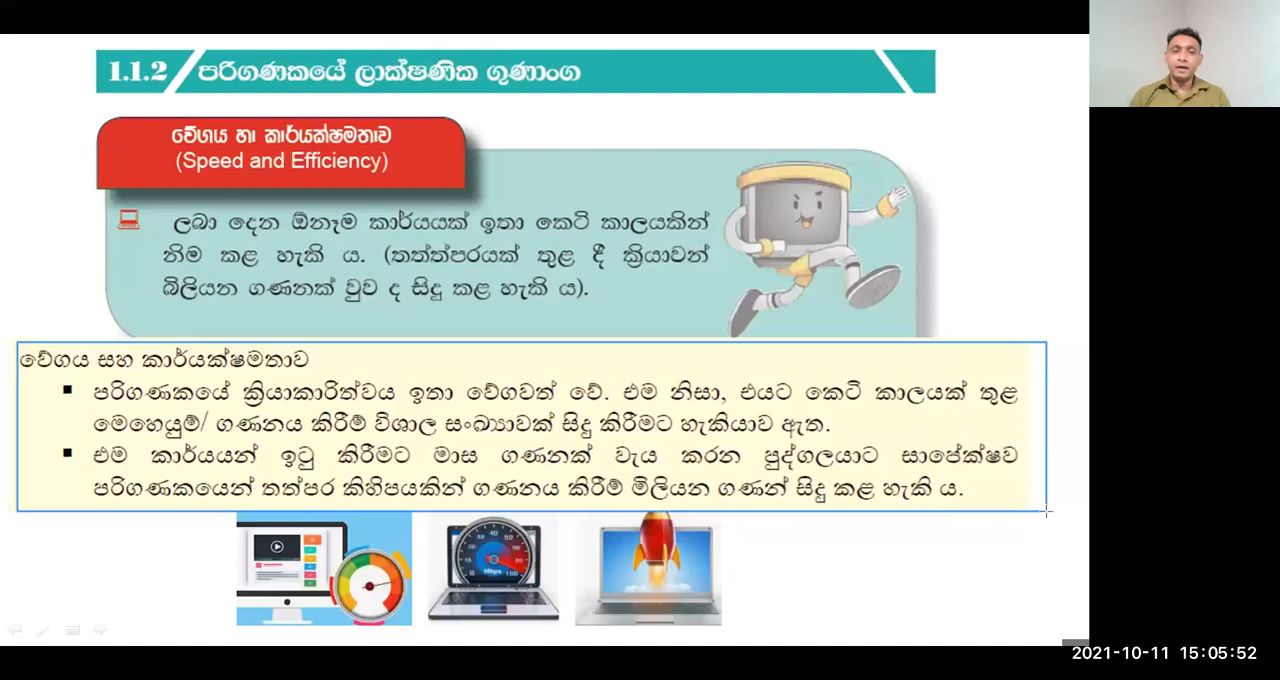 1.1.2 පරිගණකයේ ලාක්ෂණික ගුණාංග
වේගය හා කාර්යක්ෂමතාව
(Speed and Efficiency)
ලබා දෙන ඕනෑම කාර්යයක් ඉතා කෙටි කාලයකින්
නිම කළ හැකි ය. (තත්ත්පරයක් තුළ දී ක්‍රියාවන්
බිලියන ගණනක් වුව ද සිදු කළ හැකි ය).
වේගය සහ කාර්යක්ෂමතාව
▪ පරිගණකයේ ක්‍රියාකාරිත්වය ඉතා වේගවත් වේ. එම නිසා, එයට කෙටි කාලයක් තුළ
මෙහෙයුම්/ ගණනය කිරීම් විශාල සංඛ්‍යාවක් සිදු කිරීමට හැකියාව ඇත.
▪ එම කාර්යයන් ඉටු කිරීමට මාස ගණනක් වැය කරන පුද්ගලයාට සාපේක්ෂව
පරිගණකයෙන් තත්පර කිහිපයකින් ගණනය කිරීම් මිලියන ගණන් සිදු කළ හැකි ය.
2021-10-11 15:05:52